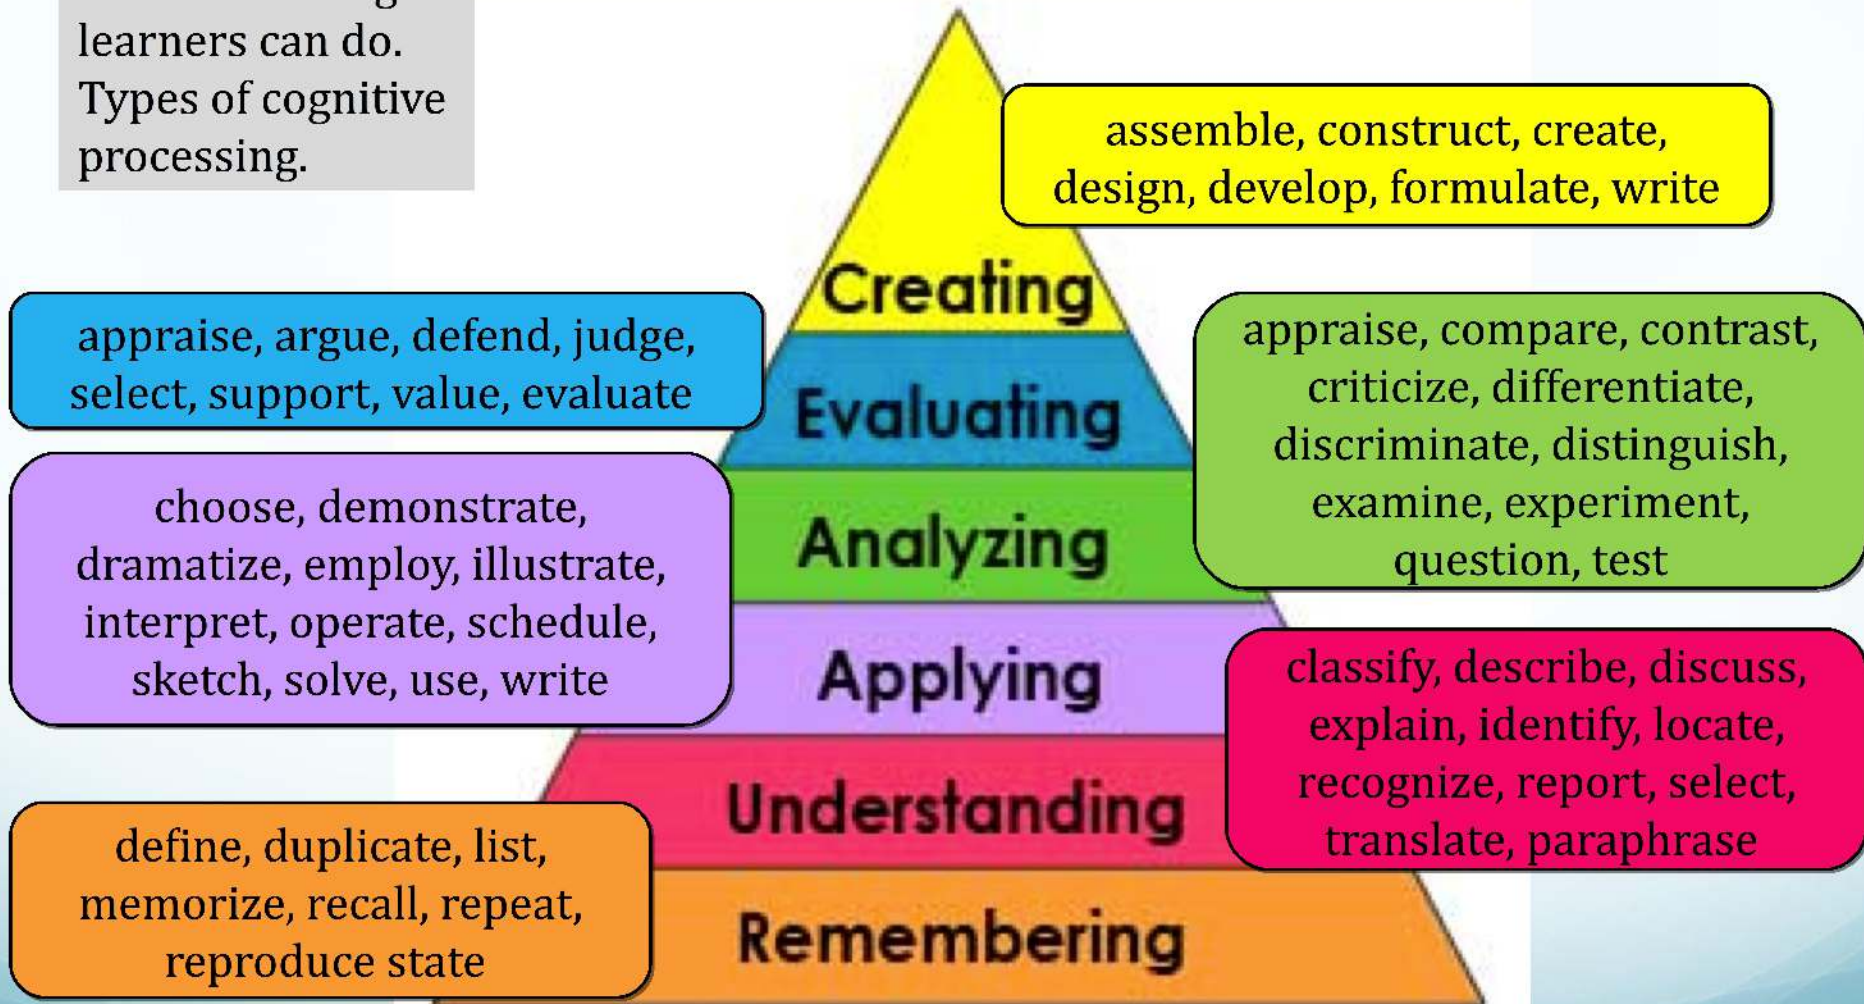 learners can do.
Types of cognitive
processing.
assemble, construct, create,
design, develop, formulate, write
Creating
appraise, argue, defend, judge,
select, support, value, evaluate
Evaluating
appraise, compare, contrast,
criticize, differentiate,
discriminate, distinguish,
examine, experiment,
question, test
Analyzing
choose, demonstrate,
dramatize, employ, illustrate,
interpret, operate, schedule,
sketch, solve, use, write
Applying
classify, describe, discuss,
explain, identify, locate,
recognize, report, select,
translate, paraphrase
Understanding
define, duplicate, list,
memorize, recall, repeat,
reproduce state
Remembering